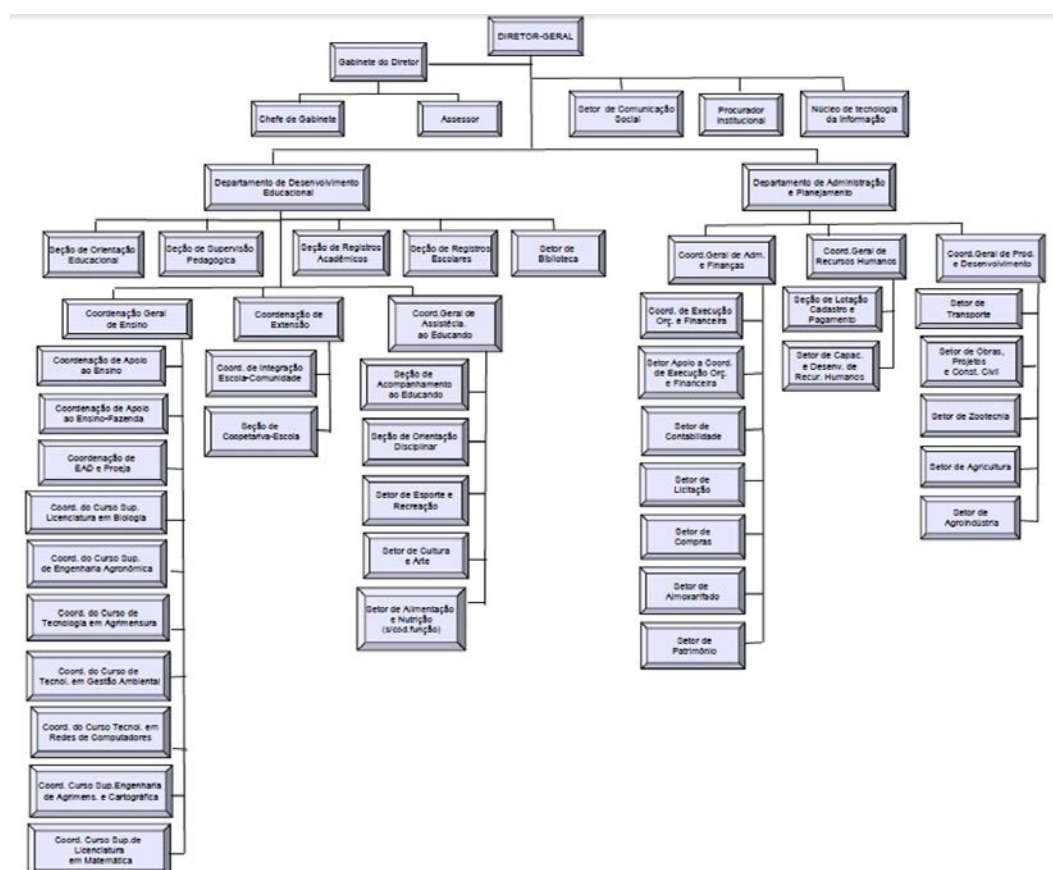 DIRETOR-GERAL
Gabinete do Diretor
Chefe de Gabinete
Assessor
Setor de Comunicação
Social
Procurador
Institucional
Núcleo de tecnologia
da Informação
Departamento de Desenvolvimento
Educacional
Departamento de Administração
e Planejamento
Seção de Orientação
Educacional
Seção de Supervisão
Pedagógica
Seção de Registros
Acadêmicos
Seção de Registros
Escolares
Setor de
Biblioteca
Coordenação Geral
de Ensino
Coordenação de
Extensão
Coord.Geral de
Assistêcia.
ao Educando
Coordenação de Apoio
ao Ensino
Coordenação de Apoio
ao Ensino-Fazenda
Coordenação de
EAD e Proeja
Coord. do Curso Sup.
Licenciatura em Biologia
Coord. do Curso Sup.
de Engenharia Agronômica
Coord. do Curso de
Tecnologia em Agrimensura
Coord. do Curso de
Tecnol. em Gestão Ambiental
Coord. do Curso Tecnol. em
Redes de Computadores
Coord. Curso Sup.Engenharia
de Agrimens. e Cartográfica
Coord. Curso Sup.de
Licenciatura
em Matemática
Coord. de Integração
Escola-Comunidade
Seção de
Coopetariva-Escola
Seção de
Acompanhamento
ao Educando
Seção de Orientação
Disciplinar
Setor de Esporte e
Recreação
Setor de Cultura
e Arte
Setor de Alimentação
e Nutrição
(s/cod.função)
Coord.Geral de Adm.
e Finanças
Coord.Geral de
Recursos Humanos
Coord.Geral de Prod.
e Desenvolvimento
Coord. de Execução
Orç. e Financeira
Setor Apoio a Coord.
de Execução Orç.
e Financeira
Setor de
Contabilidade
Setor de
Licitação
Setor de
Compras
Setor de
Almoxarifado
Setor de
Patrimônio
Seção de Lotação
Cadastro e
Pagamento
Setor de Capac.
e Desenv. de
Recur. Humanos
Setor de
Transporte
Setor de Obras,
Projetos
e Const. Civil
Setor de Zootecnia
Setor de Agricultura
Setor de
Agroindústria